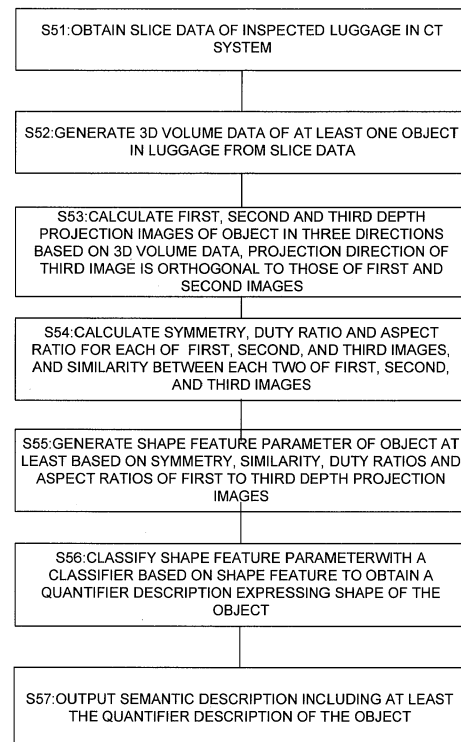 S51:OBTAIN SLICE DATA OF INSPECTED LUGGAGE IN CT
SYSTEM
S52:GENERATE 3D VOLUME DATA OF AT LEAST ONE OBJECT
IN LUGGAGE FROM SLICE DATA
S53:CALCULATE FIRST, SECOND AND THIRD DEPTH
PROJECTION IMAGES OF OBJECT IN THREE DIRECTIONS
BASED ON 3D VOLUME DATA, PROJECTION DIRECTION OF
THIRD IMAGE IS ORTHOGONAL TO THOSE OF FIRST AND
SECOND IMAGES
S54:CALCULATE SYMMETRY, DUTY RATIO AND ASPECT
RATIO FOR EACH OF FIRST, SECOND, AND THIRD IMAGES,
AND SIMILARITY BETWEEN EACH TWO OF FIRST, SECOND,
AND THIRD IMAGES
S55:GENERATE SHAPE FEATURE PARAMETER OF OBJECT AT
LEAST BASED ON SYMMETRY, SIMILARITY, DUTY RATIOS AND
ASPECT RATIOS OF FIRST TO THIRD DEPTH PROJECTION
IMAGES
S56:CLASSIFY SHAPE FEATURE PARAMETERWITH A
CLASSIFIER BASED ON SHAPE FEATURE TO OBTAIN A
QUANTIFIER DESCRIPTION EXPRESSING SHAPE OF THE
OBJECT
S57:OUTPUT SEMANTIC DESCRIPTION INCLUDING AT LEAST
THE QUANTIFIER DESCRIPTION OF THE OBJECT